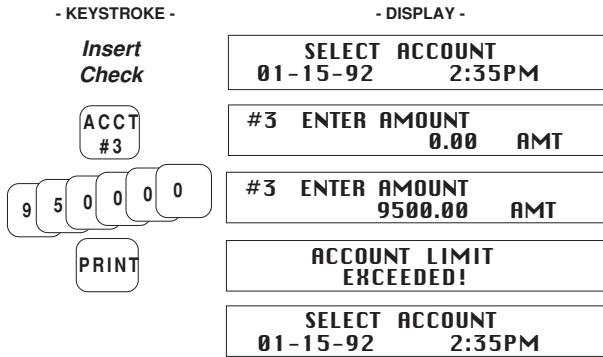 - KEYSTROKE - - DISPLAY -
Insert
Check
SELECT ACCOUNT
01-15-92 2:35PM
ACCT
#3
#3 ENTER AMOUNT
0.00 AMT
9 5 0 0 0 0
#3 ENTER AMOUNT
9500.00 AMT
PRINT
ACCOUNT LIMIT
EXCEEDED!
SELECT ACCOUNT
01-15-92 2:35PM